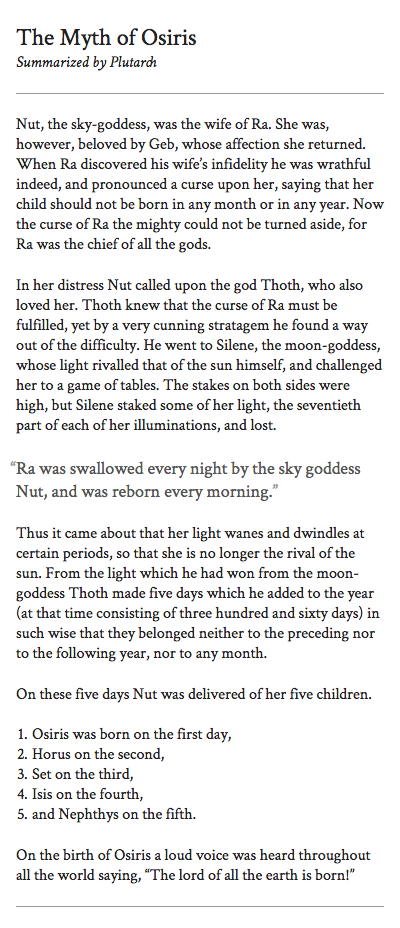 The Myth of Osiris
Summarized by Plutarch
Nut, the sky-goddess, was the wife of Ra. She was,
however, beloved by Geb, whose affection she returned.
When Ra discovered his wife’s infidelity he was wrathful
indeed, and pronounced a curse upon her, saying that her
child should not be born in any month or in any year. Now
the curse of Ra the mighty could not be turned aside, for
Ra was the chief of all the gods.
In her distress Nut called upon the god Thoth, who also
loved her. Thoth knew that the curse of Ra must be
fulfilled, yet by a very cunning stratagem he found a way
out of the difficulty. He went to Silene, the moon-goddess,
whose light rivalled that of the sun himself, and challenged
her to a game of tables. The stakes on both sides were
high, but Silene staked some of her light, the seventieth
part of each of her illuminations, and lost.
“Ra was swallowed every night by the sky goddess
Nut, and was reborn every morning.”
Thus it came about that her light wanes and dwindles at
certain periods, so that she is no longer the rival of the
sun. From the light which he had won from the moon-
goddess Thoth made five days which he added to the year
(at that time consisting of three hundred and sixty days) in
such wise that they belonged neither to the preceding nor
to the following year, nor to any month.
On these five days Nut was delivered of her five children.
1. Osiris was born on the first day,
2. Horus on the second,
3. Set on the third,
4. Isis on the fourth,
5. and Nephthys on the fifth.
On the birth of Osiris a loud voice was heard throughout
all the world saying, “The lord of all the earth is born!”